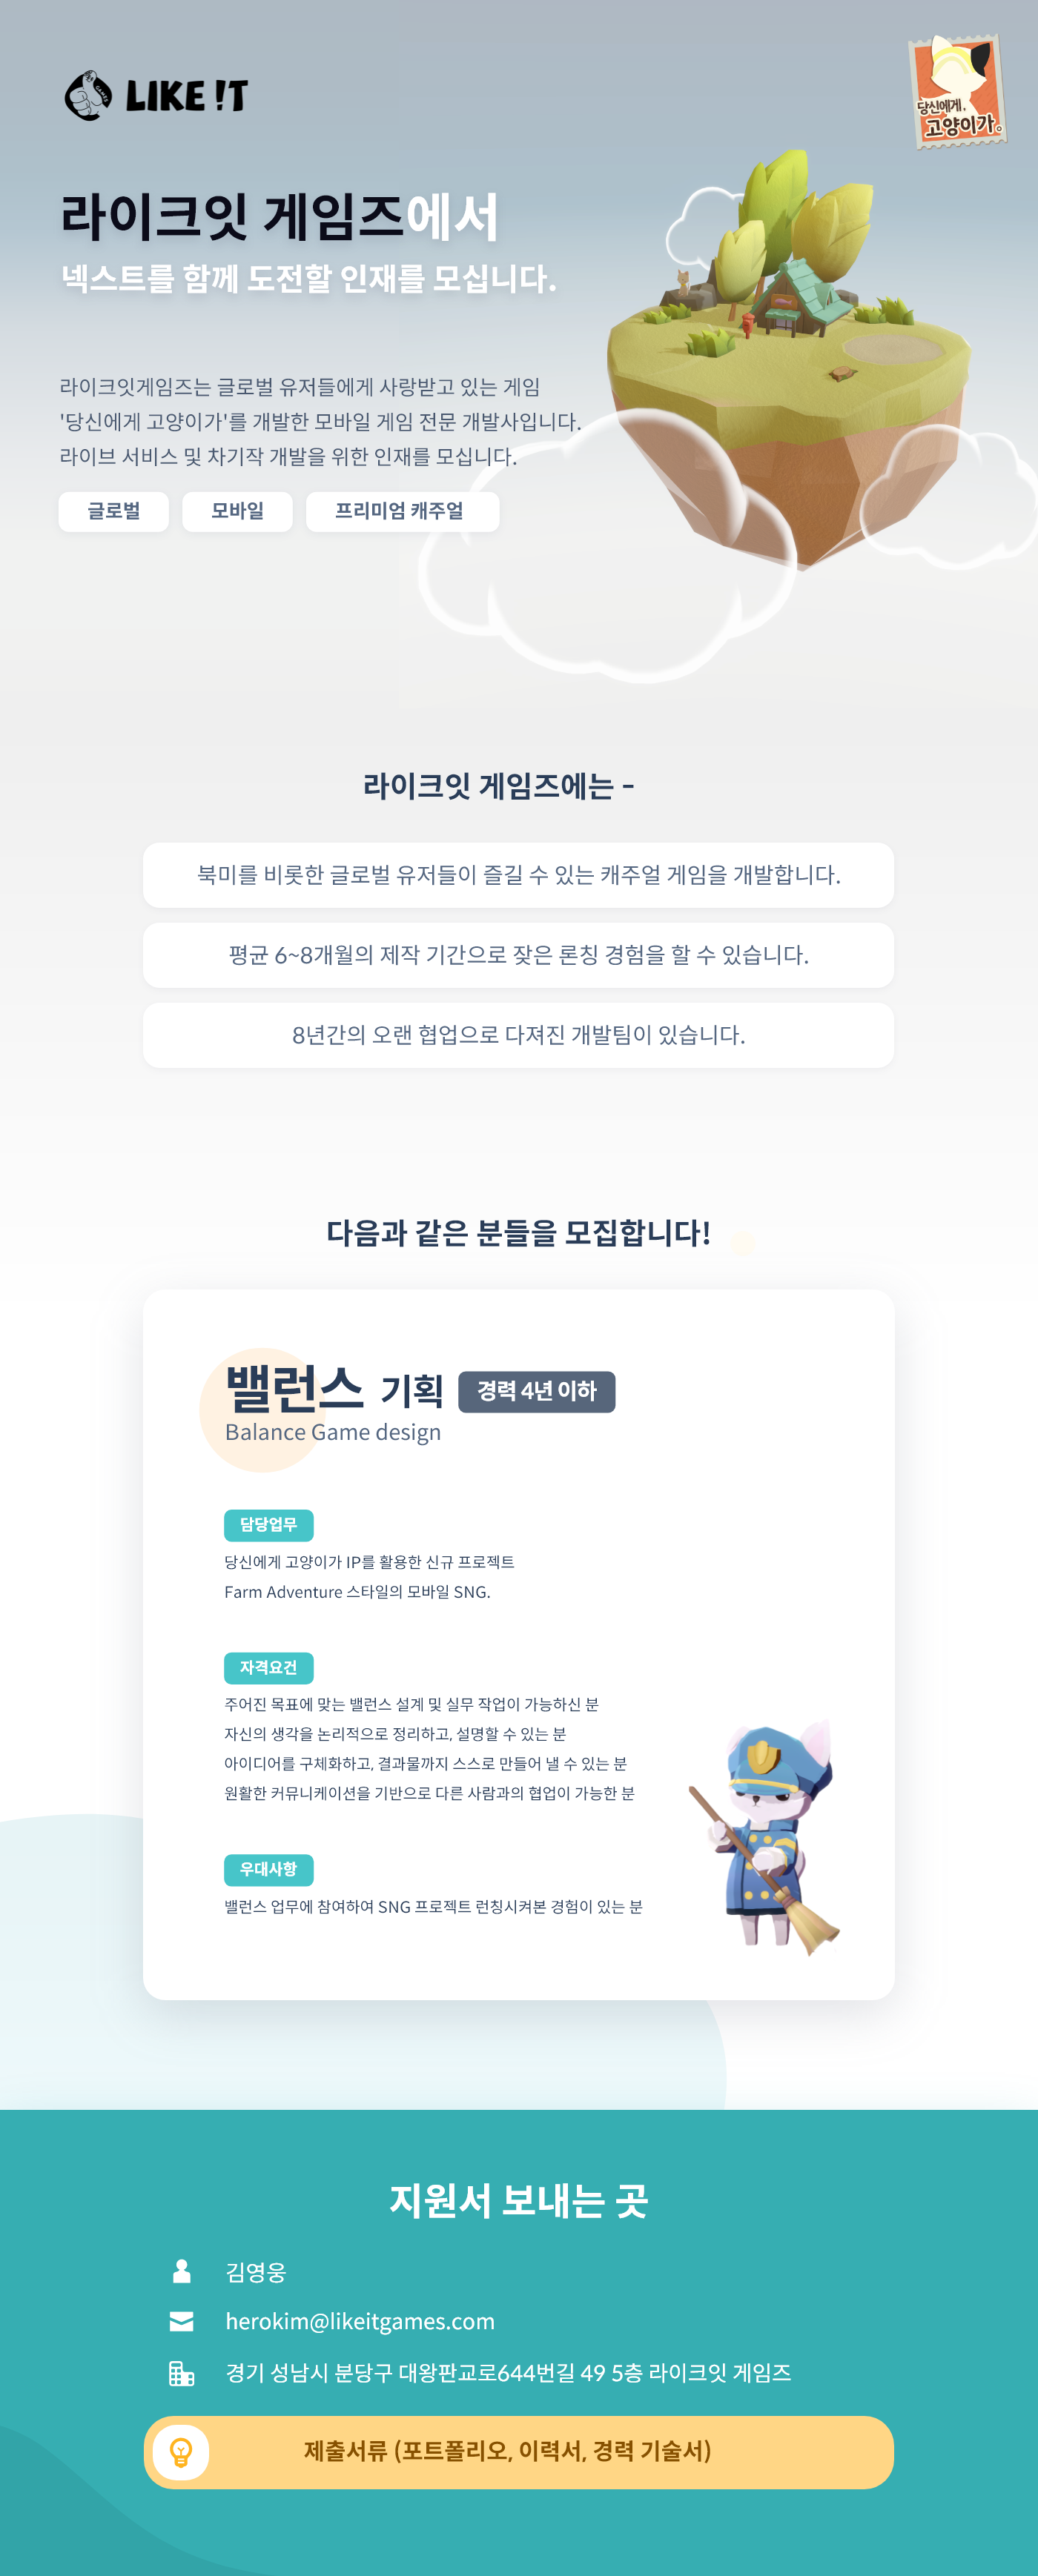 LIKE !T
당신에게,
고양이가。
라이크잇 게임즈에서
넥스트를 함께 도전할 인재를 모십니다.
라이크잇게임즈는 글로벌 유저들에게 사랑받고 있는 게임
'당신에게 고양이가'를 개발한 모바일 게임 전문 개발사입니다.
라이브 서비스 및 차기작 개발을 위한 인재를 모십니다.
글로벌
모바일
프리미엄 캐주얼
라이크잇 게임즈에는 -
북미를 비롯한 글로벌 유저들이 즐길 수 있는 캐주얼 게임을 개발합니다.
평균 6~8개월의 제작 기간으로 잦은 론칭 경험을 할 수 있습니다.
8년간의 오랜 협업으로 다져진 개발팀이 있습니다.
다음과 같은 분들을 모집합니다!
밸런스 기획 경력 4년 이하
Balance Game design
담당업무
당신에게 고양이가 IP를 활용한 신규 프로젝트
Farm Adventure 스타일의 모바일 SNG.
자격요건
주어진 목표에 맞는 밸런스 설계 및 실무 작업이 가능하신 분
자신의 생각을 논리적으로 정리하고, 설명할 수 있는 분
아이디어를 구체화하고, 결과물까지 스스로 만들어 낼 수 있는 분
원활한 커뮤니케이션을 기반으로 다른 사람과의 협업이 가능한 분
우대사항
밸런스 업무에 참여하여 SNG 프로젝트 런칭시켜본 경험이 있는 분
지원서 보내는 곳
김영웅
herokim@likeitgames.com
경기 성남시 분당구 대왕판교로644번길 49 5층 라이크잇 게임즈
제출서류 (포트폴리오, 이력서, 경력 기술서)